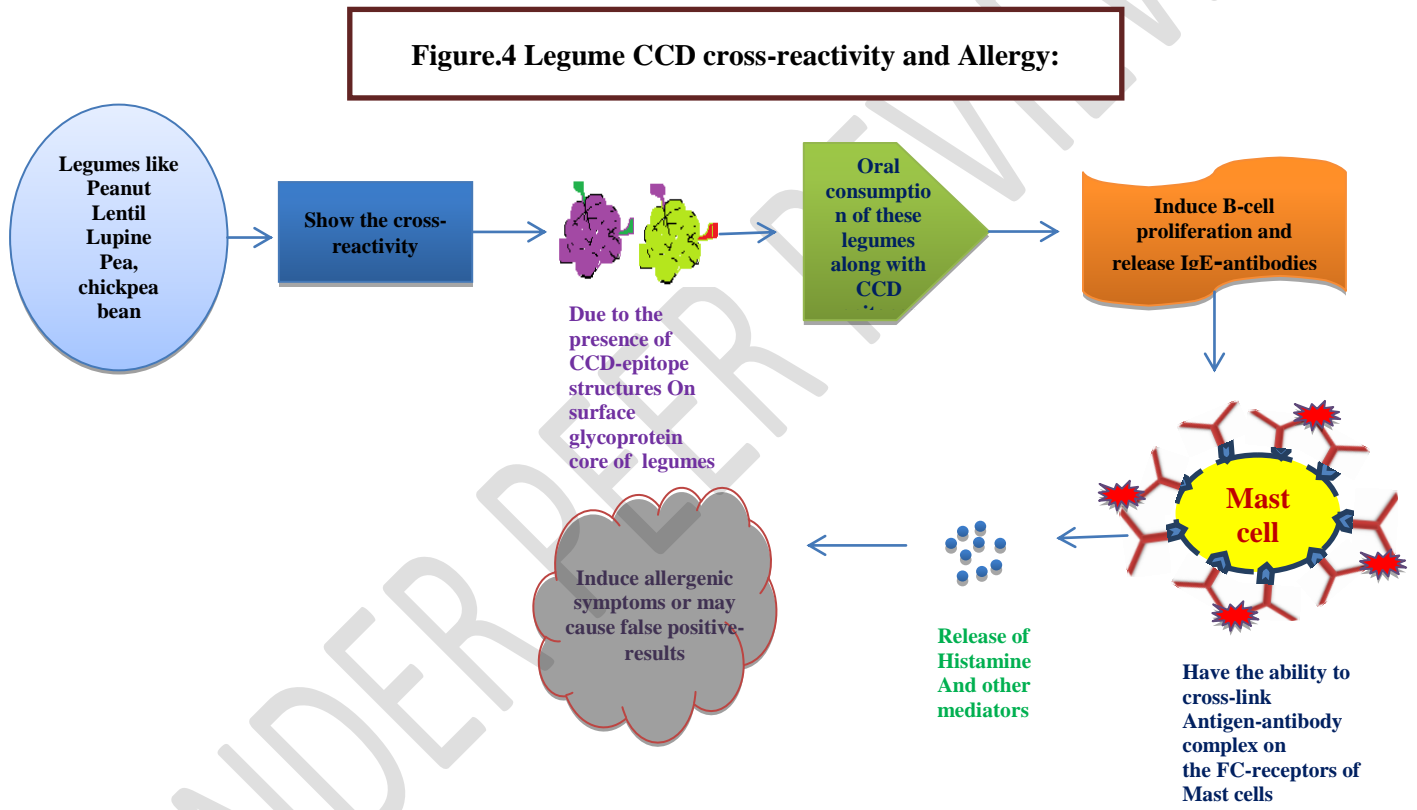 Figure.4 Legume CCD cross-reactivity and Allergy:
Legumes like
Peanut
Lentil
Lupine
Pea,
chickpea
bean
Show the cross-
reactivity
Due to the
presence of
CCD-epitope
structures On
surface
glycoprotein
core of legumes
Oral
consumptio
n of these
legumes
along with
CCD
Induce B-cell
proliferation and
release IgE-antibodies
Mast
cell
Have the ability to
cross-link
Antigen-antibody
complex on
the FC-receptors of
Mast cells
Release of
Histamine
And other
mediators
Induce allergenic
symptoms or may
cause false positive-
results
PEER REVIEW